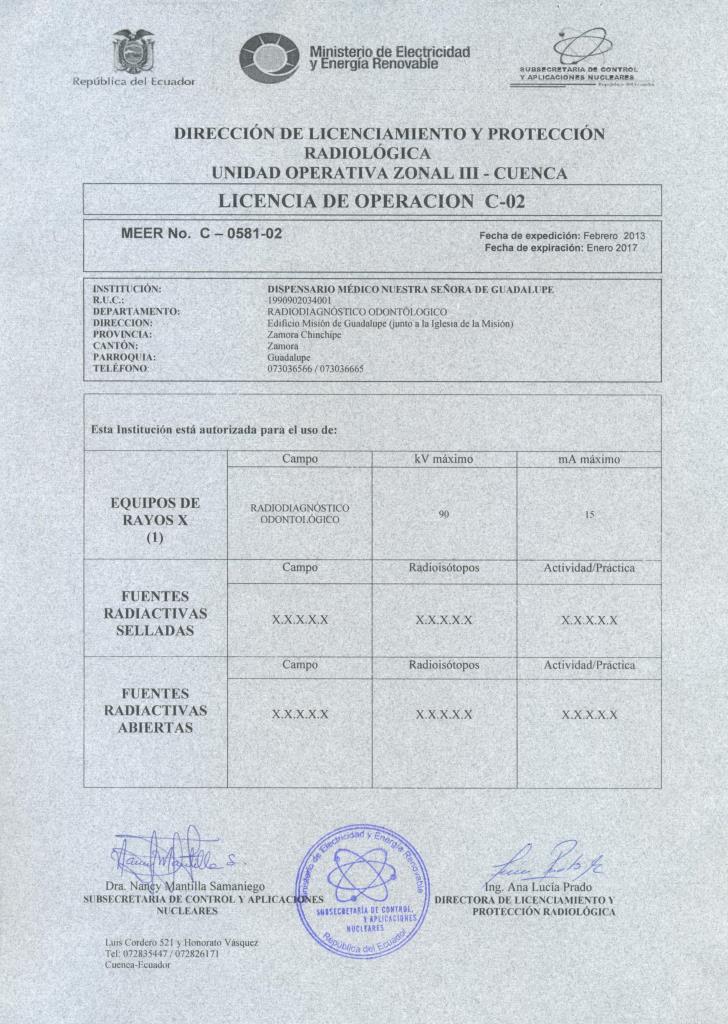 República del Ecuador
Ministerio de Electricidad
y Energía Renovable
SUBSECRETARIA DE CONTROL
Y APLICACIONES NUCLEARES
República del Ecuador
DIRECCIÓN DE LICENCIAMIENTO Y PROTECCIÓN
RADIOLÓGICA
UNIDAD OPERATIVA ZONAL III - CUENCA
LICENCIA DE OPERACION C-02
MEER No. C – 0581-02
Fecha de expedición: Febrero 2013
Fecha de expiración: Enero 2017
INSTITUCIÓN: DISPENSARIO MÉDICO NUESTRA SEÑORA DE GUADALUPE
R.U.C.: 1990902034001
DEPARTAMENTO: RADIODIAGNÓSTICO ODONTÓLOGICO
DIRECCION: Edificio Misión de Guadalupe (junto a la Iglesia de la Misión)
PROVINCIA: Zamora Chinchipe
CANTÓN: Zamora
PARROQUIA: Guadalupe
TELÉFONO: 073036566 / 073036665
Esta Institución está autorizada para el uso de:
Campo kV máximo mA máximo
EQUIPOS DE
RAYOS X
(1)
RADIODIAGNÓSTICO
ODONTOLÓGICO
90
15
Campo Radioisótopos Actividad/Práctica
FUENTES
RADIACTIVAS
SELLADAS
X.X.X.X.X X.X.X.X.X X.X.X.X.X
Campo Radioisótopos Actividad/Práctica
FUENTES
RADIACTIVAS
ABIERTAS
X.X.X.X.X X.X.X.X.X X.X.X.X.X
Dra. Nancy Mantilla Samaniego
SUBSECRETARIA DE CONTROL Y APLICACIONES
NUCLEARES
Ministerio de Electricidad y Energía Renovable
SUBSECRETARÍA DE CONTROL,
Y APLICACIONES
NUCLEARES
República del Ecuador
Ing. Ana Lucía Prado
DIRECTORA DE LICENCIAMIENTO Y
PROTECCIÓN RADIOLÓGICA
Luis Cordero 521 y Honorato Vásquez
Tel: 072835447 / 072826171
Cuenca-Ecuador